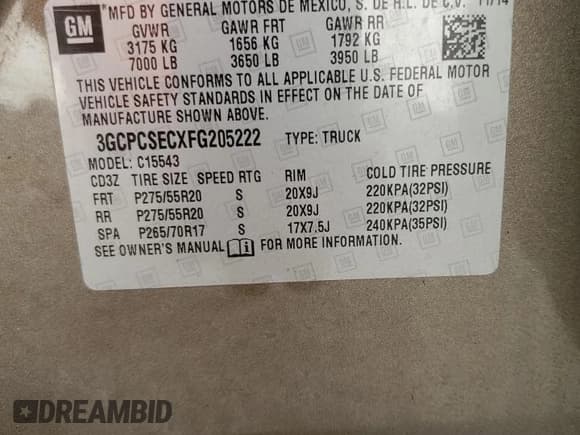 *MFD BY GENERAL MOTORS DE MEXICO, S. DE R.L. DE C.V. 11/14
GM
GVWR GAWR FRT GAWR RR
3175 KG 1656 KG 1792 KG
7000 LB 3650 LB 3950 LB
THIS VEHICLE CONFORMS TO ALL APPLICABLE U.S. FEDERAL MOTOR
VEHICLE SAFETY STANDARDS IN EFFECT ON THE DATE OF
MANUFACTURE SHOWN ABOVE.
3GCPCSECXFG205222 TYPE: TRUCK
MODEL: C15543
CD3Z TIRE SIZE SPEED RTG RIM COLD TIRE PRESSURE
FRT P275/55R20 S 20X9J 220KPA(32PSI)
RR P275/55R20 S 20X9J 220KPA(32PSI)
SPA P265/70R17 S 17X7.5J 240KPA(35PSI)
SEE OWNER'S MANUAL FOR MORE INFORMATION.
DREAMBID